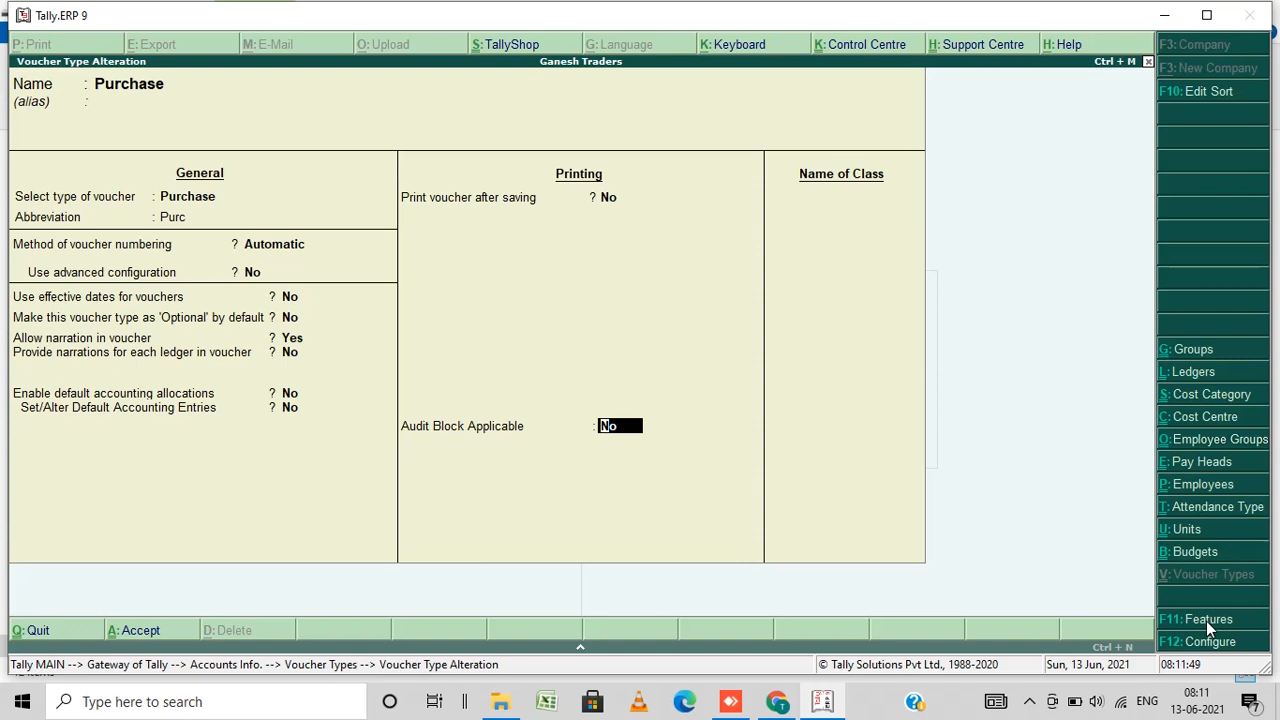 Tally.ERP 9
P: Print
E: Export
M: E-Mail
O: Upload
S: TallyShop
G: Language
K: Keyboard
K: Control Centre
H: Support Centre
H: Help
Voucher Type Alteration
Ganesh Traders
Ctrl + M
Name : Purchase
(alias) :
General
Select type of voucher : Purchase
Abbreviation : Purc
Method of voucher numbering ? Automatic
Use advanced configuration ? No
Use effective dates for vouchers ? No
Make this voucher type as 'Optional' by default ? No
Allow narration in voucher ? Yes
Provide narrations for each ledger in voucher ? No
Enable default accounting allocations ? No
Set/Alter Default Accounting Entries ? No
Printing
Print voucher after saving ? No
Audit Block Applicable : No
Name of Class
F3: Company
F3: New Company
F10: Edit Sort
G: Groups
L: Ledgers
S: Cost Category
C: Cost Centre
O: Employee Groups
E: Pay Heads
P: Employees
T: Attendance Type
U: Units
B: Budgets
V: Voucher Types
F11: Features
F12: Configure
Q: Quit
A: Accept
D: Delete
Ctrl + N
Tally MAIN --> Gateway of Tally --> Accounts Info. --> Voucher Types --> Voucher Type Alteration
© Tally Solutions Pvt Ltd., 1988-2020
Sun, 13 Jun, 2021
08:11:49
Type here to search
ENG
08:11
13-06-2021
7